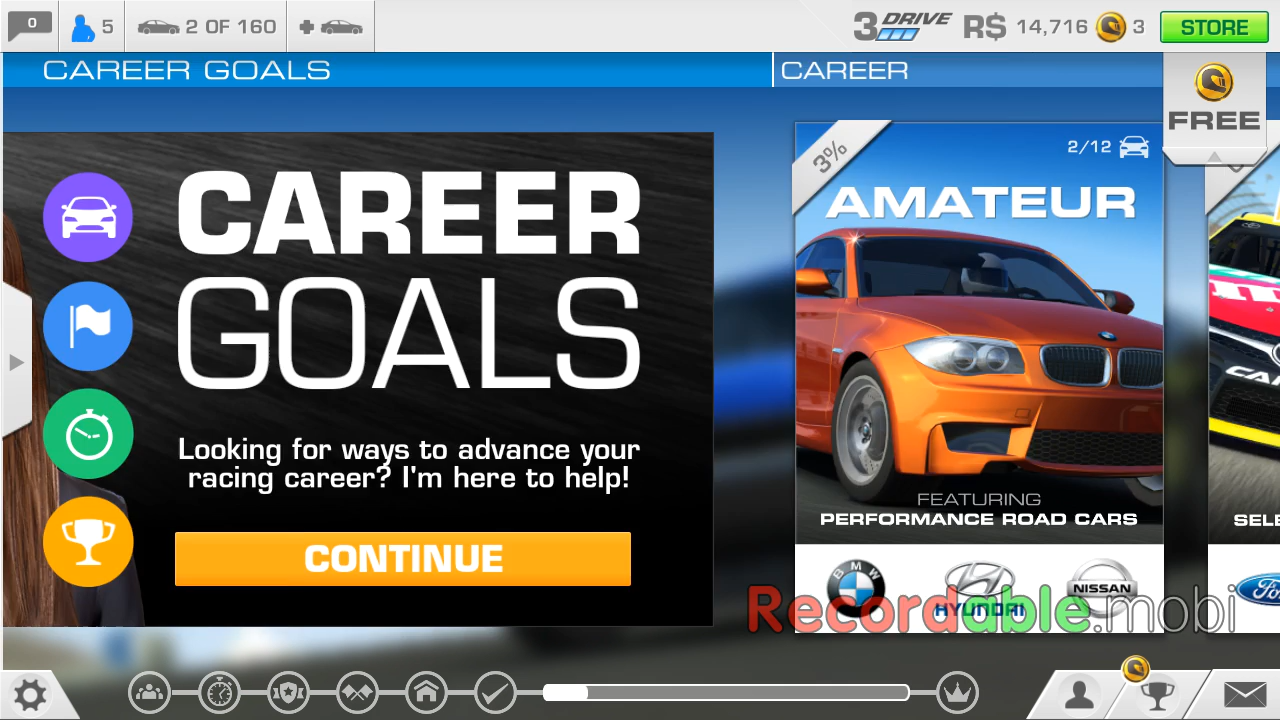 0
5
2 OF 160
3 DRIVE
R$ 14,716
3
STORE
CAREER GOALS
CAREER
FREE
CAREER
GOALS
Looking for ways to advance your
racing career? I'm here to help!
CONTINUE
3%
2/12
AMATEUR
FEATURING
PERFORMANCE ROAD CARS
BMW
HYUNDAI
NISSAN
SELE
Ford
Recordable.mobi